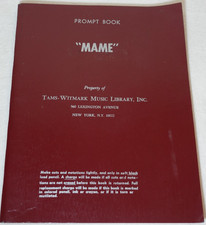 PROMPT BOOK
"MAME"
Property of
TAMS-WITMARK MUSIC LIBRARY, INC.
560 LEXINGTON AVENUE
NEW YORK, N.Y. 10022
Make cuts and notations lightly, and only in soft black
lead pencil. A charge will be made if all cuts and nota-
tions are not erased before this book is returned. Full
replacement charge will be made if this book is marked
in colored pencil, ink or crayon, or if it is torn or
mutilated.